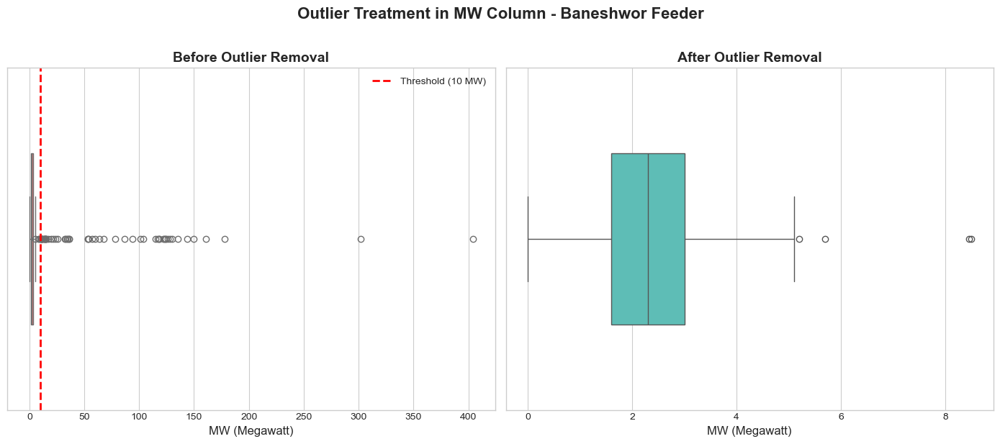 Outlier Treatment in MW Column - Baneshwor Feeder
Before Outlier Removal
Threshold (10 MW)
0 50 100 150 200 250 300 350 400
MW (Megawatt)
After Outlier Removal
0 2 4 6 8
MW (Megawatt)